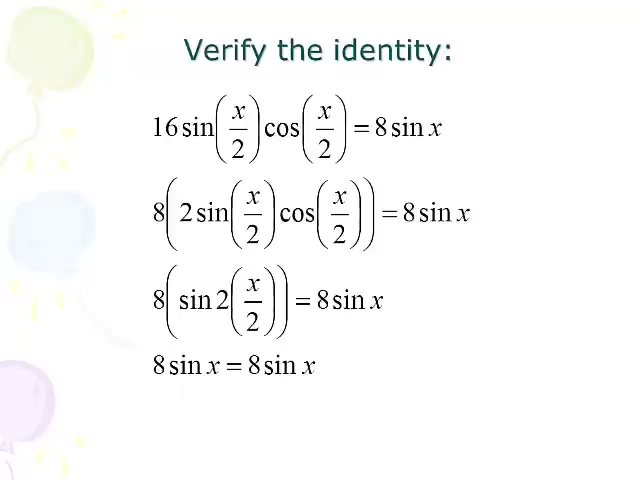 Verify the identity:
16 sin(x/2) cos(x/2) = 8 sin x
8(2 sin(x/2) cos(x/2)) = 8 sin x
8(sin 2(x/2)) = 8 sin x
8 sin x = 8 sin x